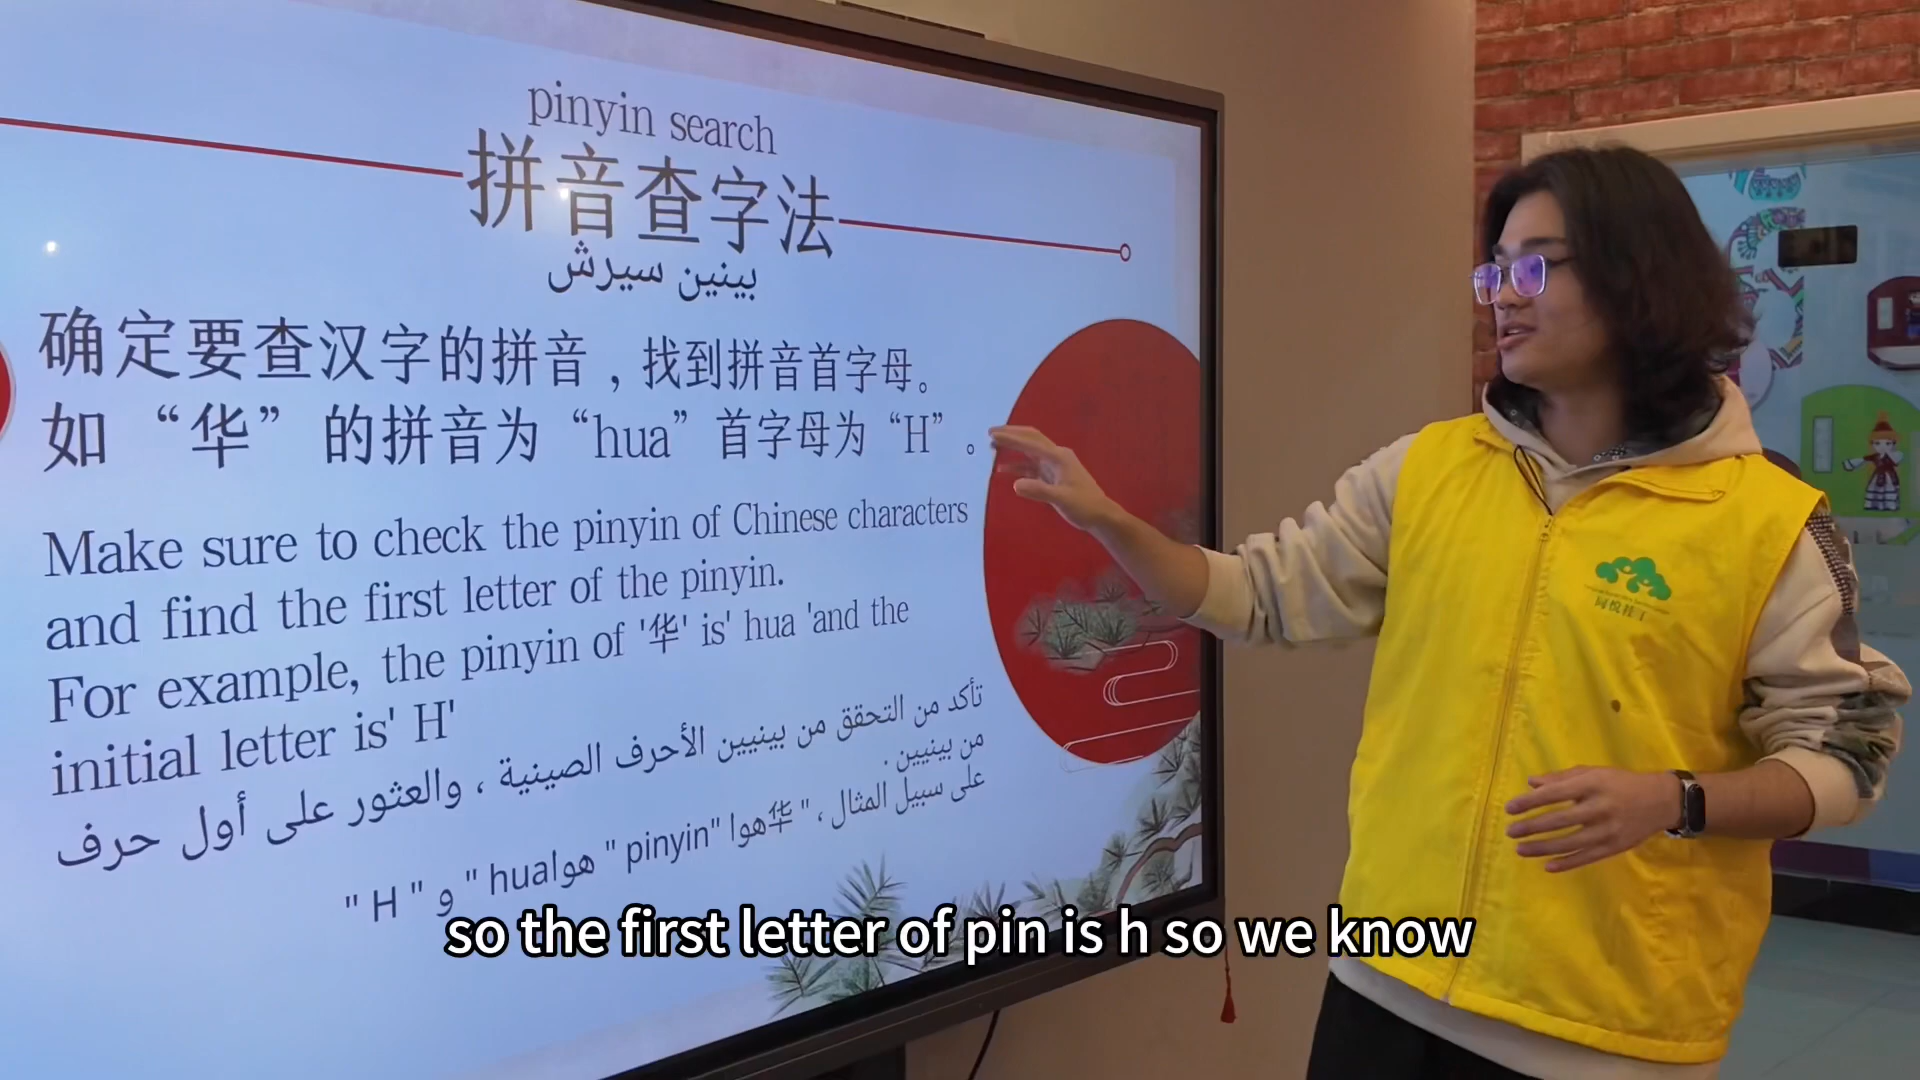 pinyin search
拼音查字法
بينين سيرش
确定要查汉字的拼音，找到拼音首字母。
如“华”的拼音为“hua”首字母为“H”。
Make sure to check the pinyin of Chinese characters
and find the first letter of the pinyin.
For example, the pinyin of '华' is' hua 'and the
initial letter is' H'
تأكد من التحقق من بينيين الأحرف الصينية ، والعثور على أول حرف
من بينيين .
على سبيل المثال ، " 华هوا "pinyin" هوhuaا " و " H "
so the first letter of pin is h so we know
同悦社工